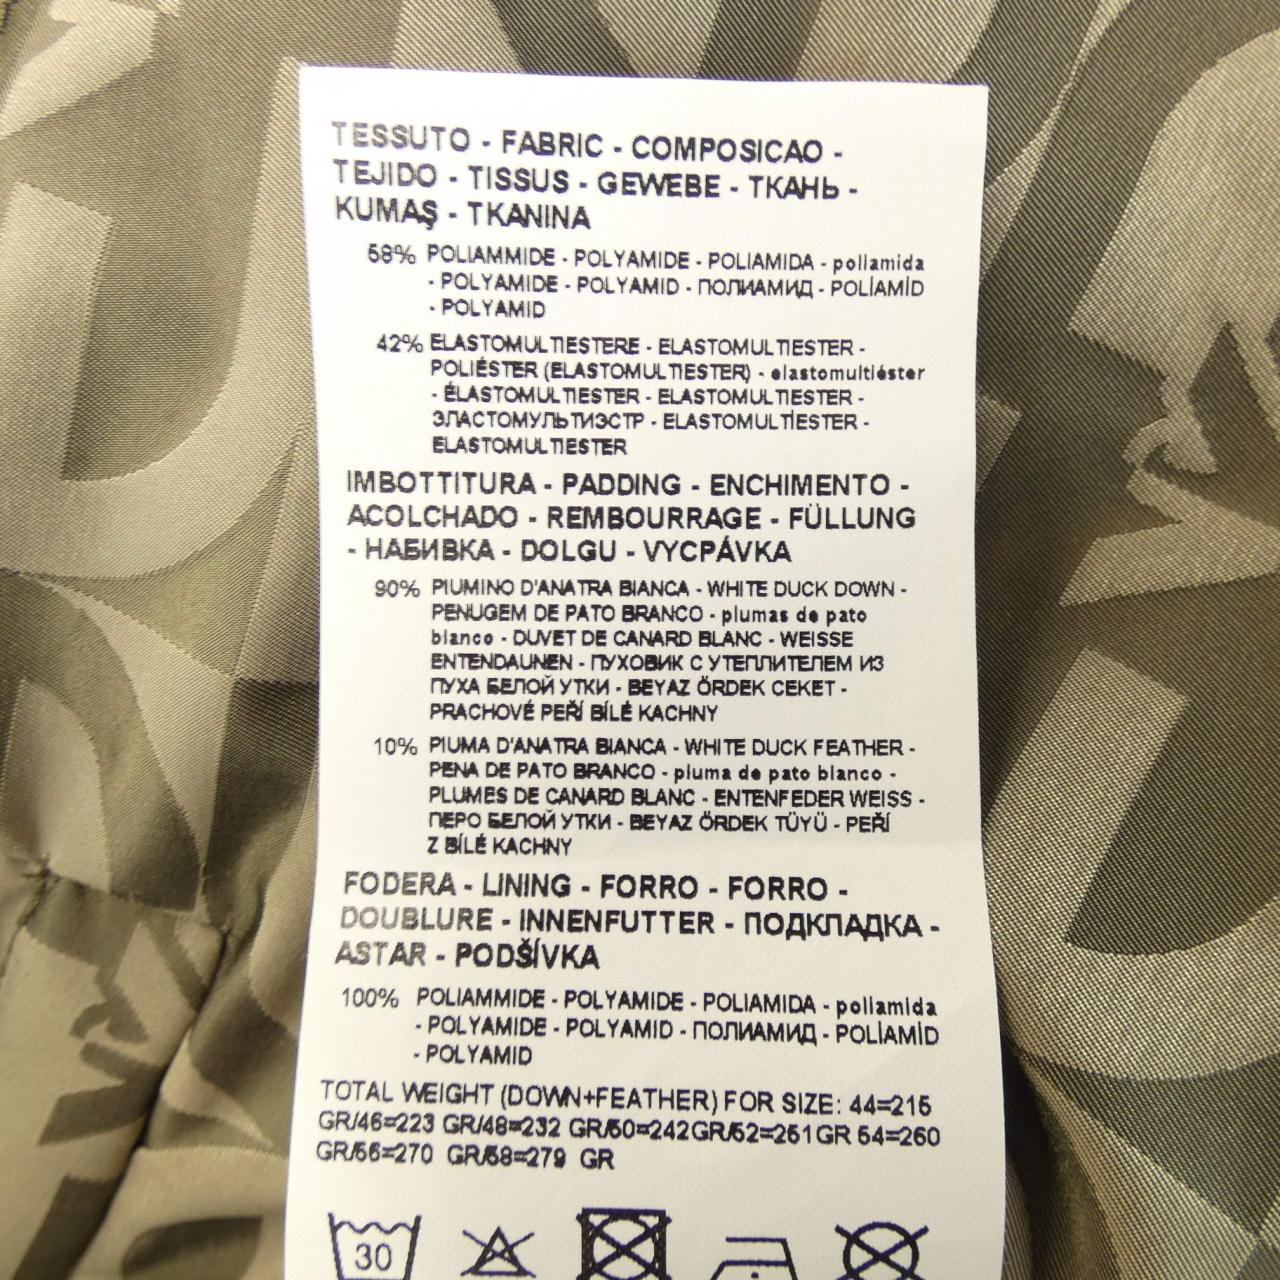 TESSUTO - FABRIC - COMPOSICAO -
TEJIDO - TISSUS - GEWEBE - ТКАНЬ -
KUMAŞ - TKANINA
58% POLIAMMIDE - POLYAMIDE - POLIAMIDA - poliamida
- POLYAMIDE - POLYAMID - ПОЛИАМИД - POLİAMİD
- POLYAMID
42% ELASTOMULTIESTERE - ELASTOMULTIESTER -
POLIÉSTER (ELASTOMULTIESTER) - elastomultiéster
- ÉLASTOMULTIESTER - ELASTOMULTIESTER -
ЭЛАСТОМУЛЬТИЭСТР - ELASTOMULTİESTER -
ELASTOMULTIESTER
IMBOTTITURA - PADDING - ENCHIMENTO -
ACOLCHADO - REMBOURRAGE - FÜLLUNG
- НАБИВКА - DOLGU - VYCPÁVKA
90% PIUMINO D'ANATRA BIANCA - WHITE DUCK DOWN -
PENUGEM DE PATO BRANCO - plumas de pato
blanco - DUVET DE CANARD BLANC - WEISSE
ENTENDAUNEN - ПУХОВИК С УТЕПЛИТЕЛЕМ ИЗ
ПУХА БЕЛОЙ УТКИ - BEYAZ ÖRDEK CEKET -
PRACHOVÉ PEŘÍ BÍLÉ KACHNY
10% PIUMA D'ANATRA BIANCA - WHITE DUCK FEATHER -
PENA DE PATO BRANCO - pluma de pato blanco -
PLUMES DE CANARD BLANC - ENTENFEDER WEISS -
ПЕРО БЕЛОЙ УТКИ - BEYAZ ÖRDEK TÜYÜ - PEŘÍ
Z BÍLÉ KACHNY
FODERA - LINING - FORRO - FORRO -
DOUBLURE - INNENFUTTER - ПОДКЛАДКА -
ASTAR - PODŠÍVKA
100% POLIAMMIDE - POLYAMIDE - POLIAMIDA - poliamida
- POLYAMIDE - POLYAMID - ПОЛИАМИД - POLİAMİD
- POLYAMID
TOTAL WEIGHT (DOWN+FEATHER) FOR SIZE: 44=215
GR/46=223 GR/48=232 GR/50=242GR/52=251GR 54=260
GR/56=270 GR/58=279 GR
30